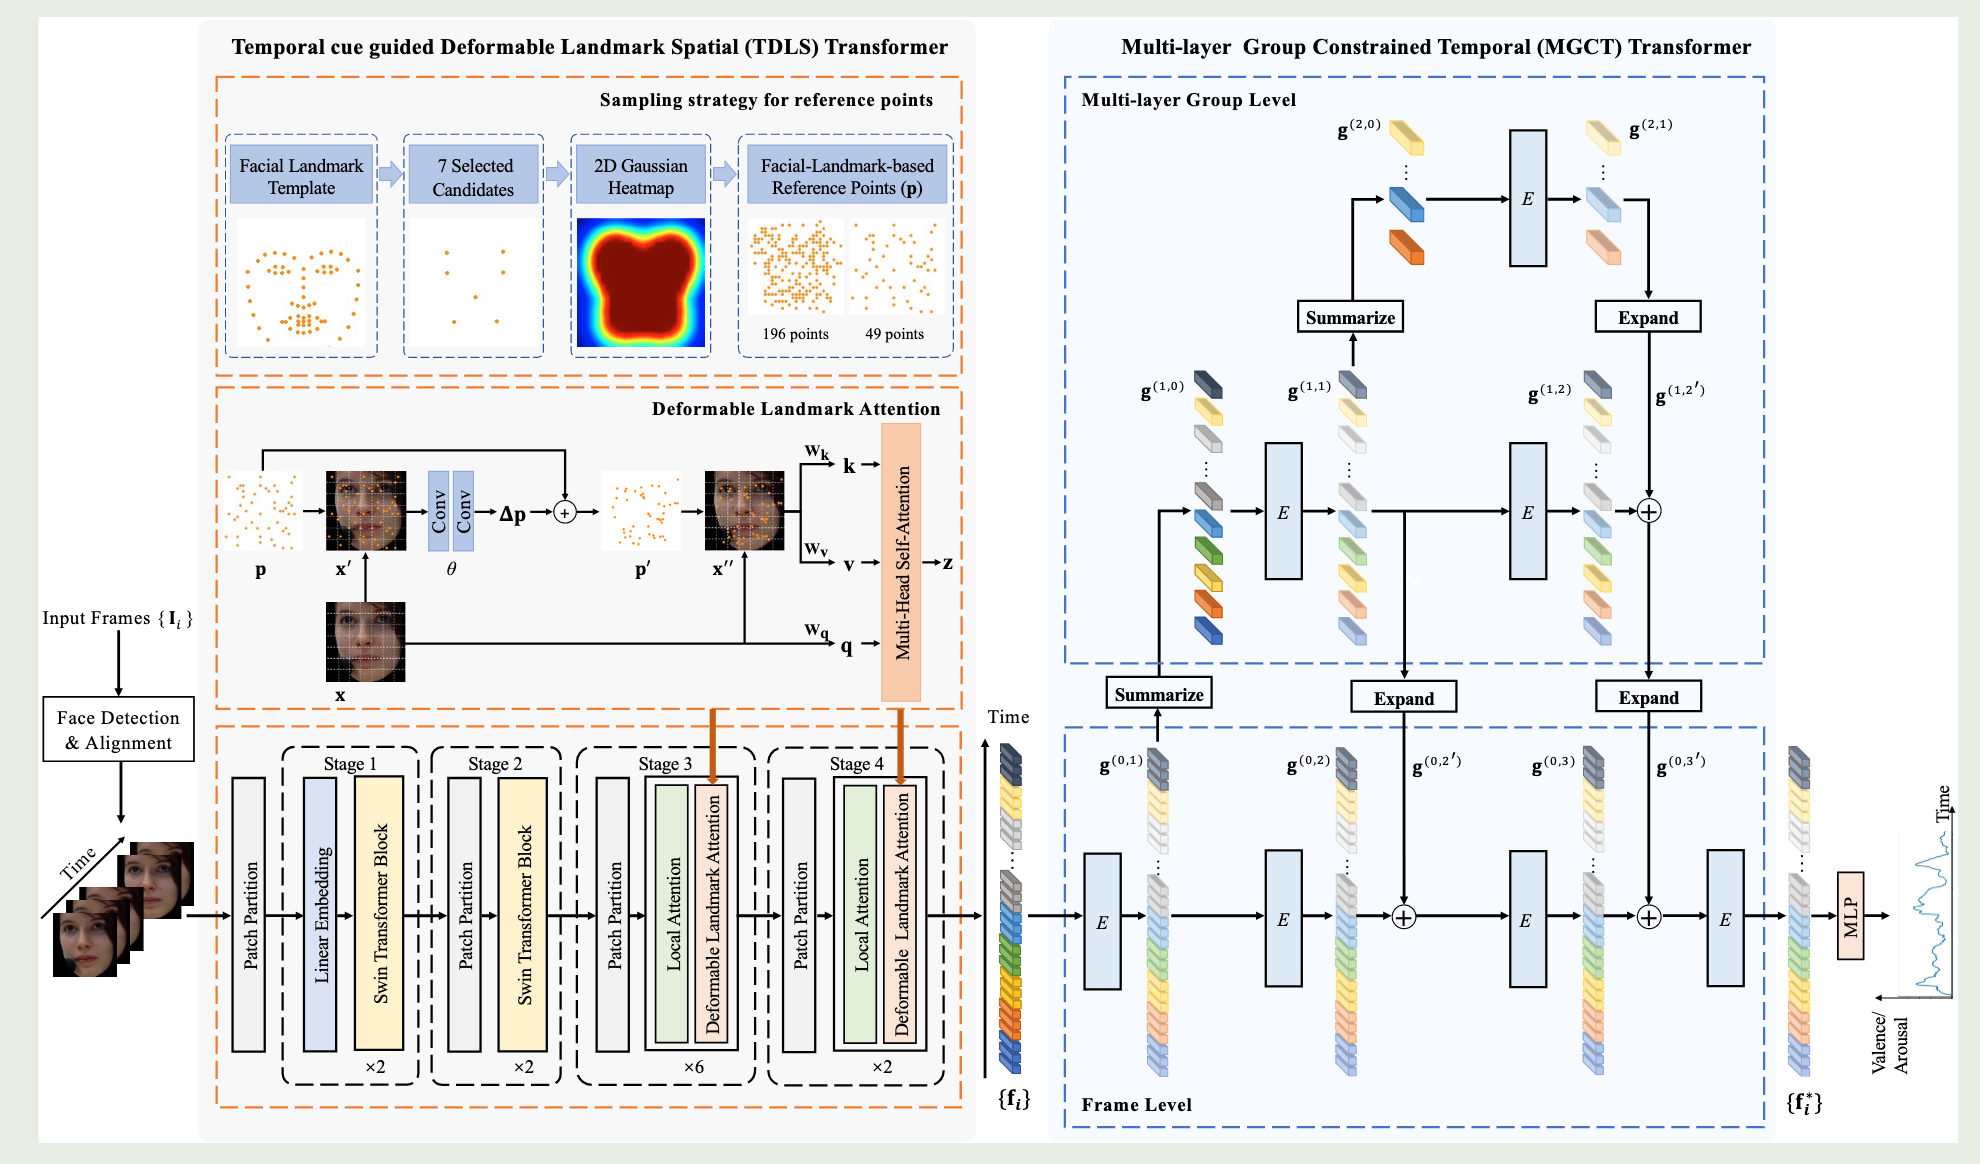 Temporal cue guided Deformable Landmark Spatial (TDLS) Transformer
Sampling strategy for reference points
Facial Landmark
Template
7 Selected
Candidates
2D Gaussian
Heatmap
Facial-Landmark-based
Reference Points (p)
196 points
49 points
Deformable Landmark Attention
p
x′
Conv
Conv
θ
Δp
+
p′
x′′
x
w_k
k
w_v
v
w_q
q
Multi-Head Self-Attention
z
Input Frames { I_i }
Face Detection
& Alignment
Time
Patch Partition
Stage 1
Linear Embedding
Swin Transformer Block
×2
Stage 2
Patch Partition
Swin Transformer Block
×2
Stage 3
Patch Partition
Local Attention
Deformable Landmark Attention
×6
Stage 4
Patch Partition
Local Attention
Deformable Landmark Attention
×2
Time
{f_i}
Multi-layer Group Constrained Temporal (MGCT) Transformer
Multi-layer Group Level
g^(2,0)
E
g^(2,1)
Summarize
Expand
g^(1,0)
E
g^(1,1)
E
g^(1,2)
g^(1,2′)
+
Summarize
Expand
Expand
g^(0,1)
g^(0,2)
g^(0,2′)
g^(0,3)
g^(0,3′)
E
E
+
E
+
E
Frame Level
{f_i^*}
MLP
Time
Valence/
Arousal